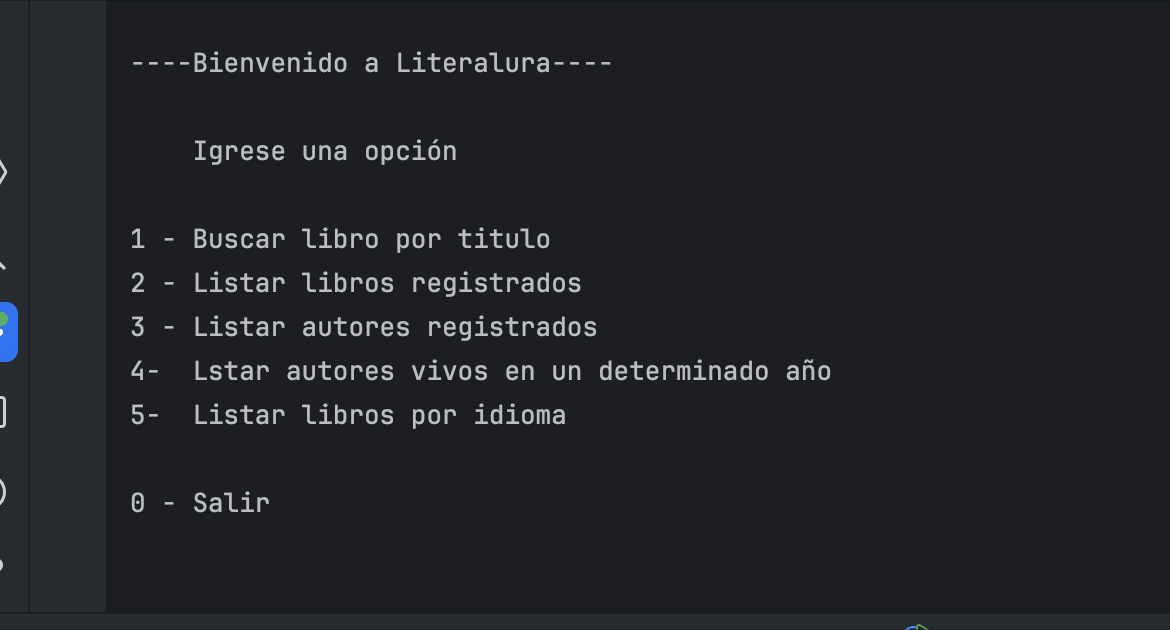 ----Bienvenido a Literalura----
Igrese una opción
1 - Buscar libro por titulo
2 - Listar libros registrados
3 - Listar autores registrados
4-  Lstar autores vivos en un determinado año
5-  Listar libros por idioma
0 - Salir